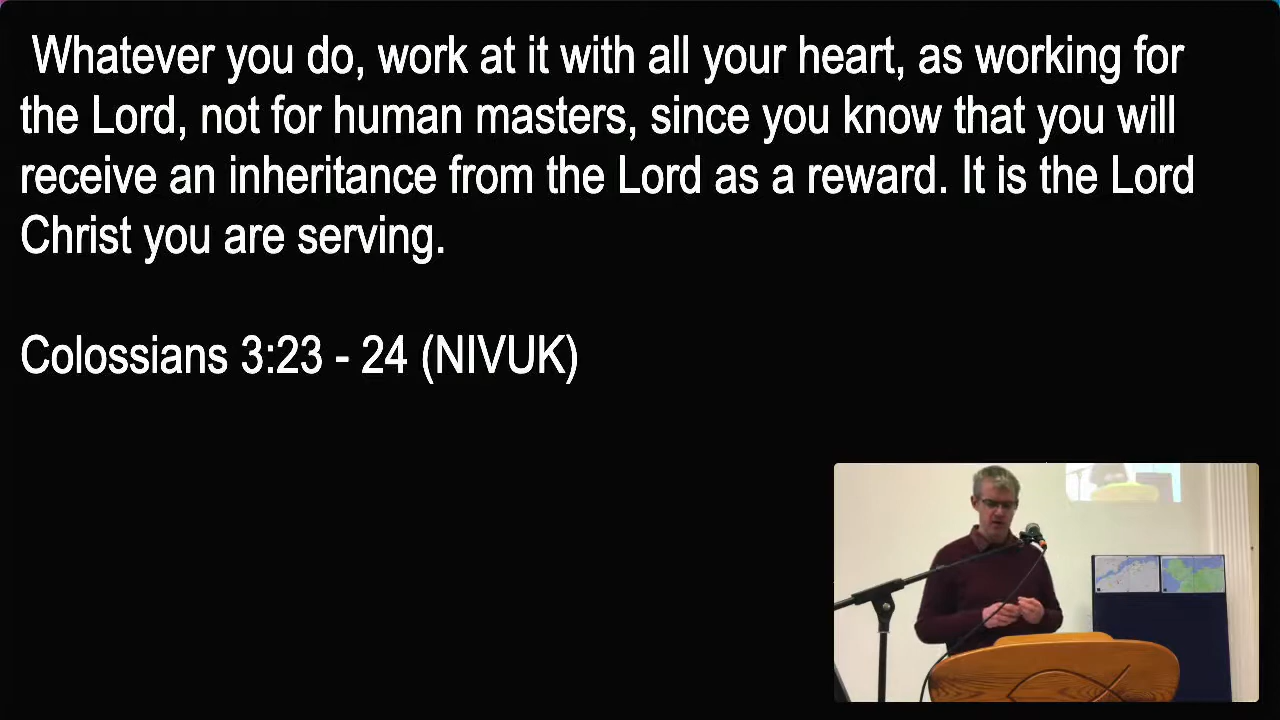 Whatever you do, work at it with all your heart, as working for
the Lord, not for human masters, since you know that you will
receive an inheritance from the Lord as a reward. It is the Lord
Christ you are serving.
Colossians 3:23 - 24 (NIVUK)